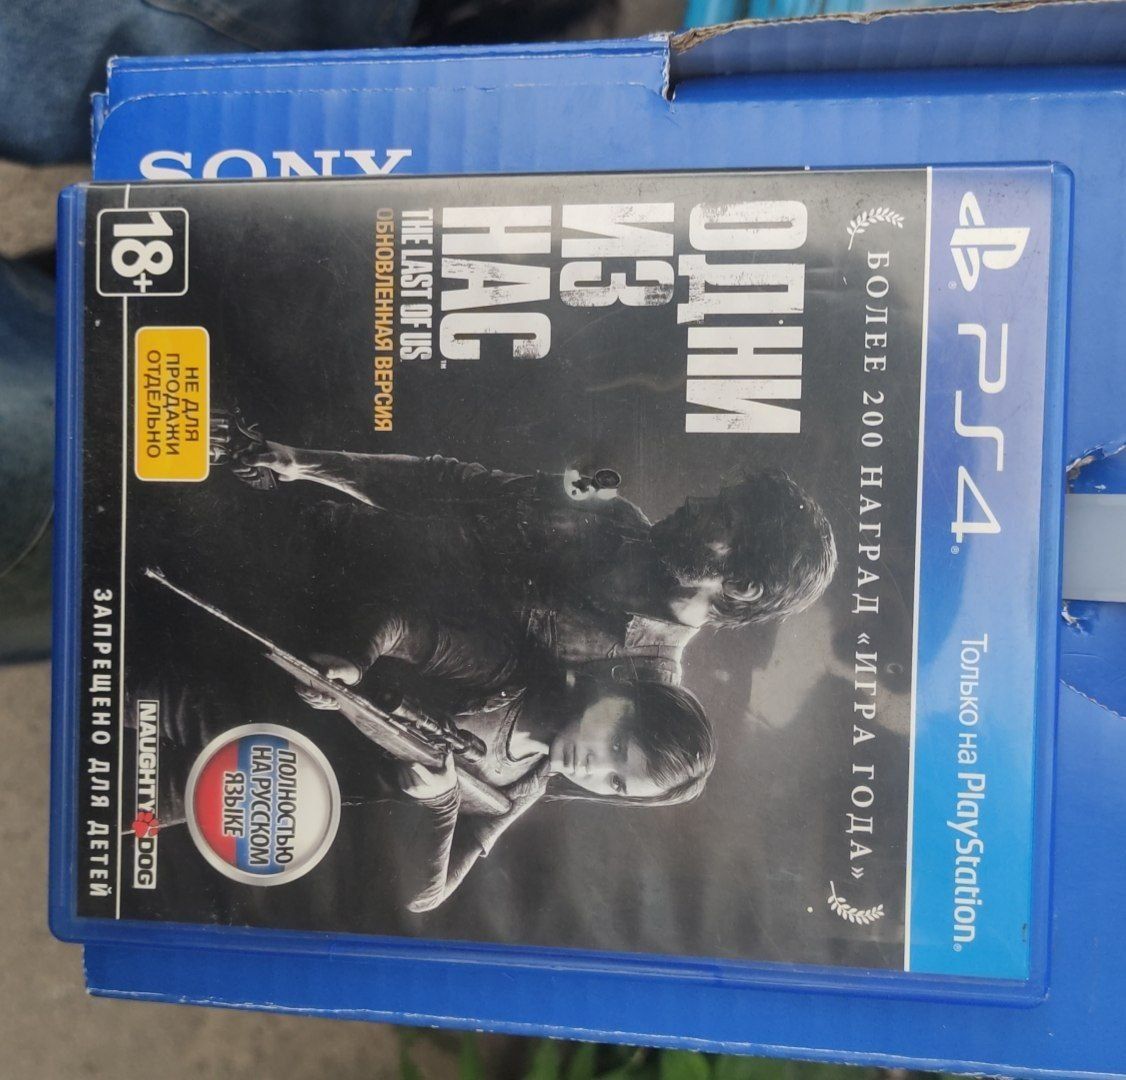 SONY
PS4
Только на PlayStation
БОЛЕЕ 200 НАГРАД «ИГРА ГОДА»
ОДНИ
ИЗ
НАС™
THE LAST OF US
ОБНОВЛЕННАЯ ВЕРСИЯ
ПОЛНОСТЬЮ
НА РУССКОМ
ЯЗЫКЕ
НЕ ДЛЯ
ПРОДАЖИ
ОТДЕЛЬНО
NAUGHTY DOG
18+
ЗАПРЕЩЕНО ДЛЯ ДЕТЕЙ